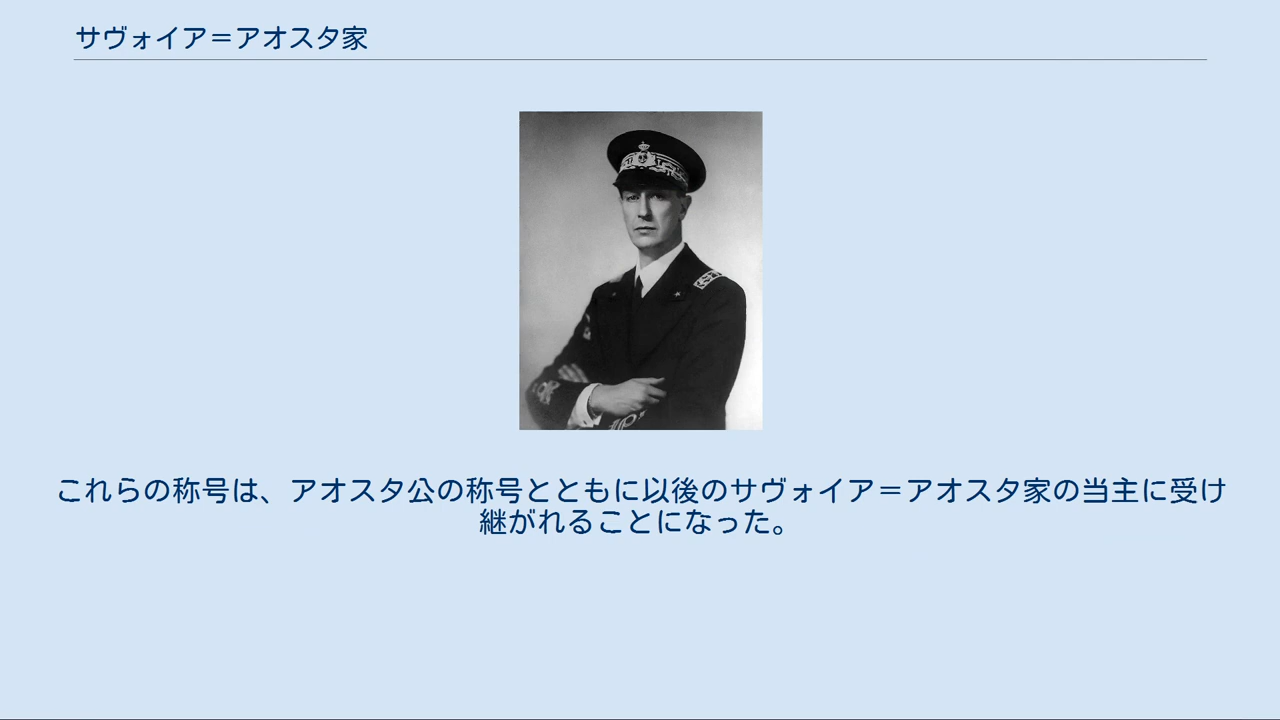 サヴォイア＝アオスタ家
これらの称号は、アオスタ公の称号とともに以後のサヴォイア＝アオスタ家の当主に受け
継がれることになった。